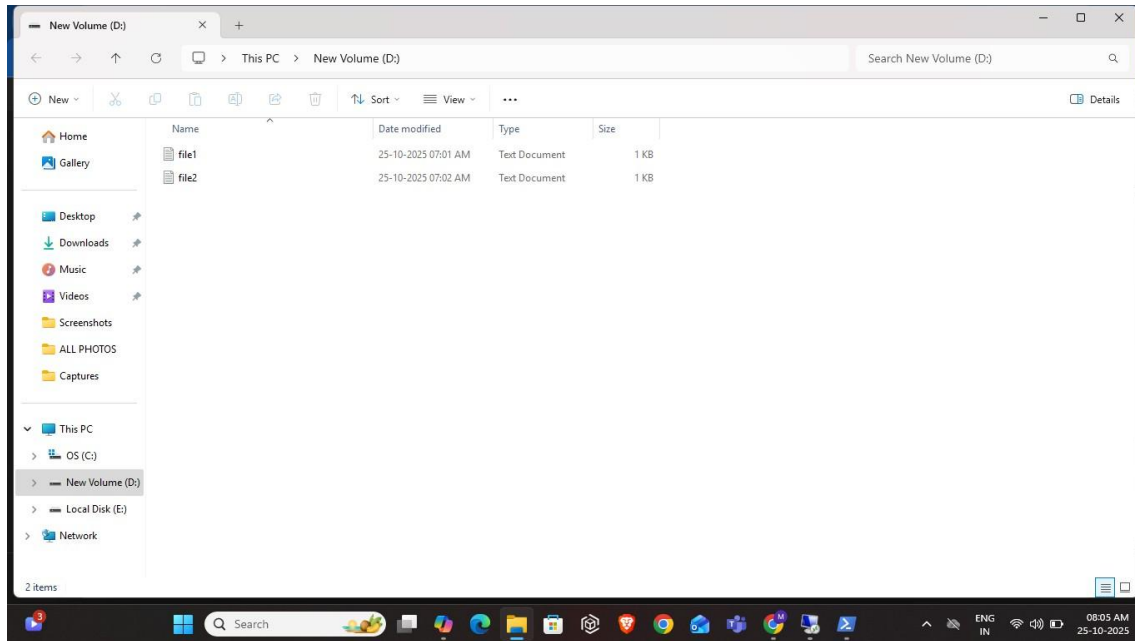 New Volume (D:)
This PC > New Volume (D:)
Search New Volume (D:)
New
Sort
View
Details
Name Date modified Type Size
file1 25-10-2025 07:01 AM Text Document 1 KB
file2 25-10-2025 07:02 AM Text Document 1 KB
Home
Gallery
Desktop
Downloads
Music
Videos
Screenshots
ALL PHOTOS
Captures
This PC
OS (C:)
New Volume (D:)
Local Disk (E:)
Network
2 items
3
Search
M
ENG
IN
08:05 AM
25-10-2025